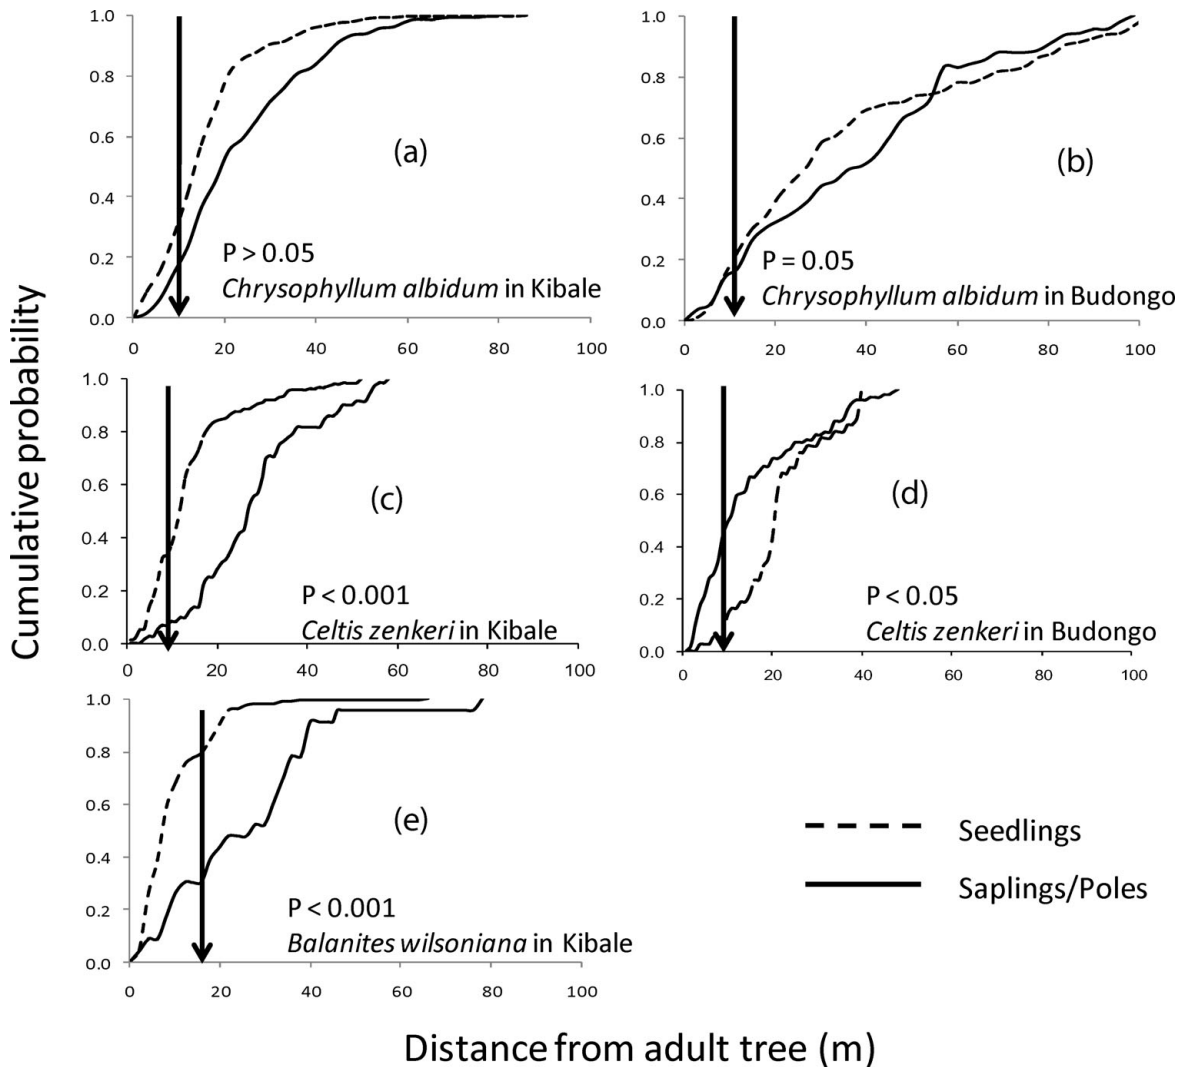 Cumulative probability
1.0
0.8
0.6
0.4
0.2
0.0
(a)
P > 0.05
Chrysophyllum albidum in Kibale
0 20 40 60 80 100
1.0
0.8
0.6
0.4
0.2
0.0
(b)
P = 0.05
Chrysophyllum albidum in Budongo
0 20 40 60 80 100
1.0
0.8
0.6
0.4
0.2
0.0
(c)
P < 0.001
Celtis zenkeri in Kibale
0 20 40 60 80 100
1.0
0.8
0.6
0.4
0.2
0.0
(d)
P < 0.05
Celtis zenkeri in Budongo
0 20 40 60 80 100
1.0
0.8
0.6
0.4
0.2
0.0
(e)
P < 0.001
Balanites wilsoniana in Kibale
0 20 40 60 80 100
Seedlings
Saplings/Poles
Distance from adult tree (m)